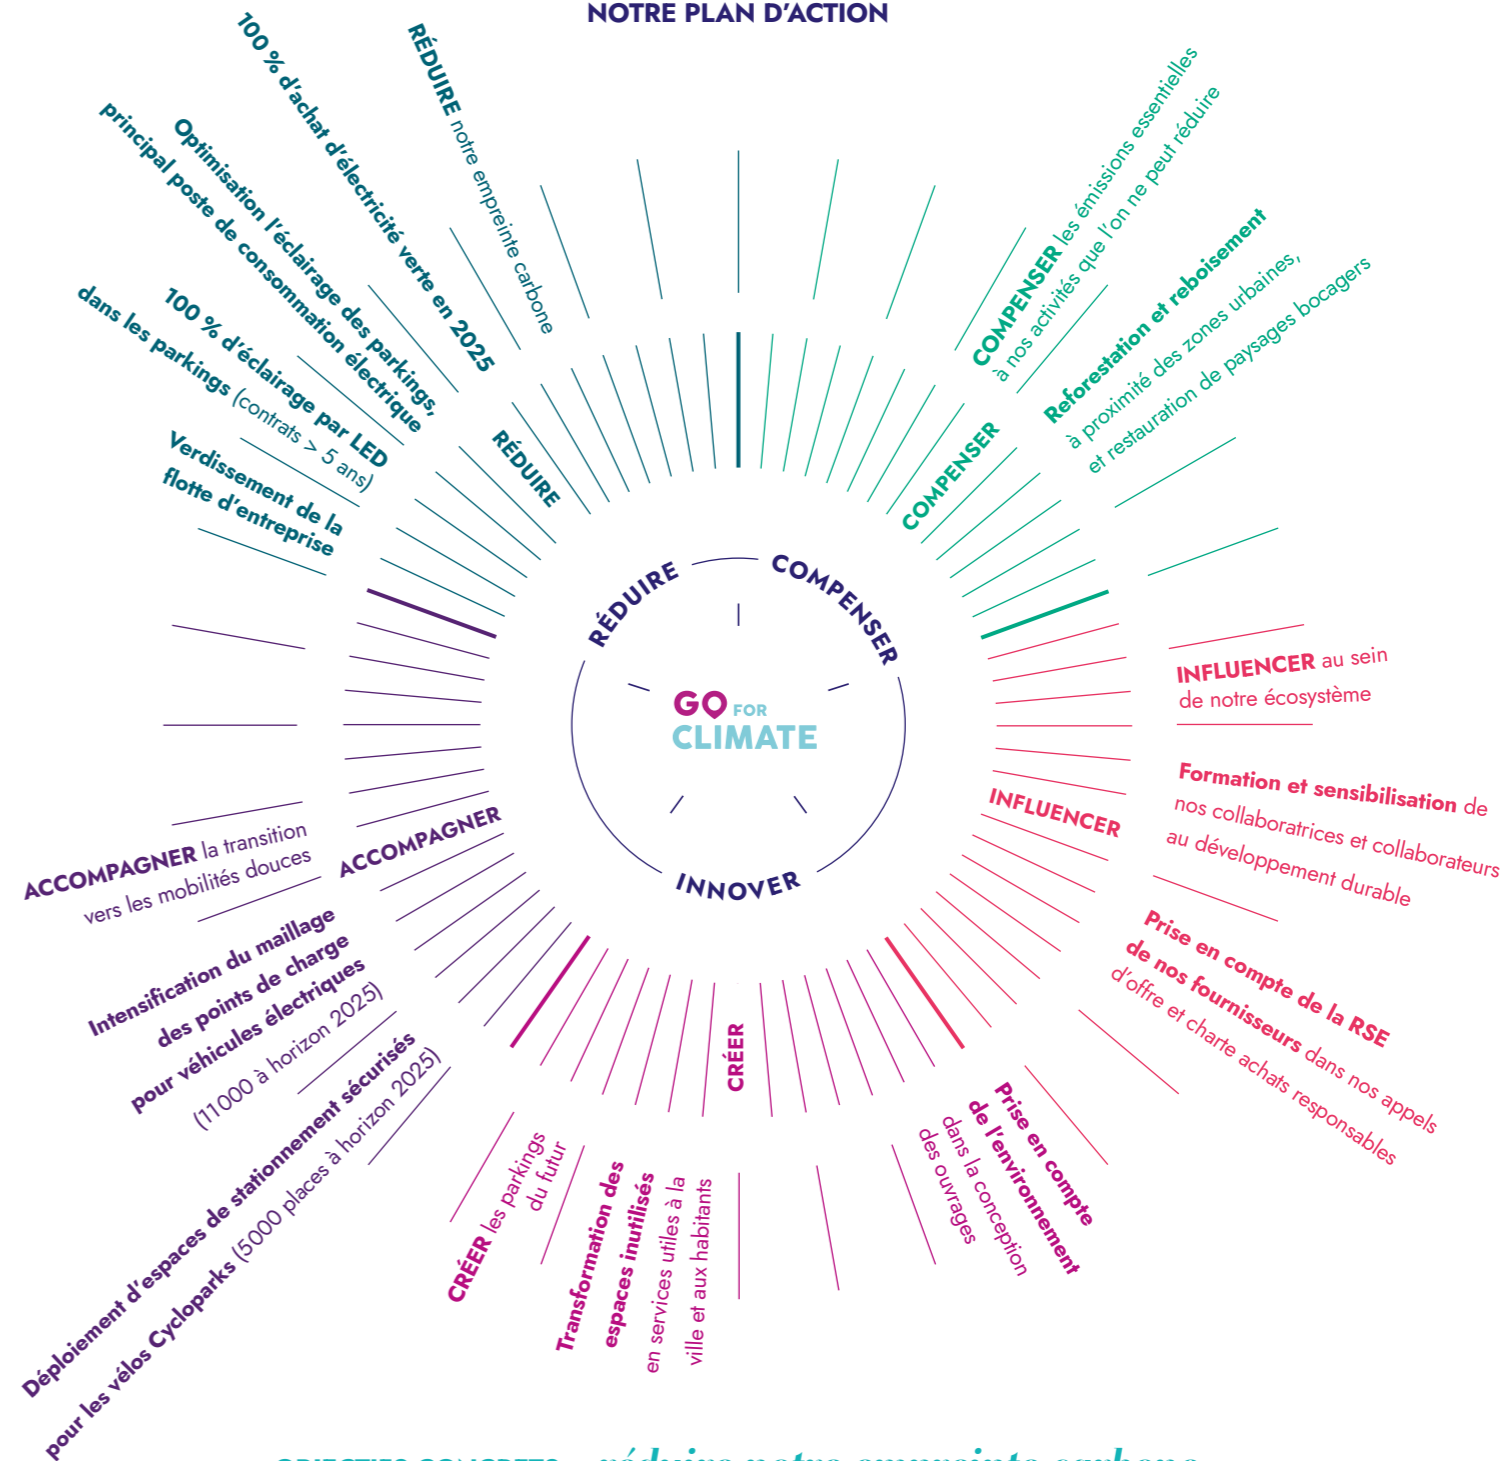 NOTRE PLAN D’ACTION
RÉDUIRE notre empreinte carbone
100 % d’achat d’électricité verte en 2025
Optimisation l’éclairage des parkings,
principal poste de consommation électrique
100 % d’éclairage par LED
dans les parkings (contrats > 5 ans)
Verdissement de la
flotte d’entreprise
RÉDUIRE
COMPENSER les émissions essentielles
à nos activités que l’on ne peut réduire
Reforestation et reboisement
à proximité des zones urbaines,
et restauration de paysages bocagers
COMPENSER
RÉDUIRE
COMPENSER
INNOVER
GO FOR
CLIMATE
INFLUENCER au sein
de notre écosystème
Formation et sensibilisation de
nos collaboratrices et collaborateurs
au développement durable
Prise en compte de la RSE
de nos fournisseurs dans nos appels
d’offre et charte achats responsables
INFLUENCER
ACCOMPAGNER
ACCOMPAGNER la transition
vers les mobilités douces
Intensification du maillage
des points de charge
pour véhicules électriques
(11000 à horizon 2025)
Déploiement d’espaces de stationnement sécurisés
pour les vélos Cycloparks (5000 places à horizon 2025)
CRÉER
CRÉER les parkings
du futur
Transformation des
espaces inutilisés
en services utiles à la
ville et aux habitants
Prise en compte
de l’environnement
dans la conception
des ouvrages
réduire notre empreinte carbone